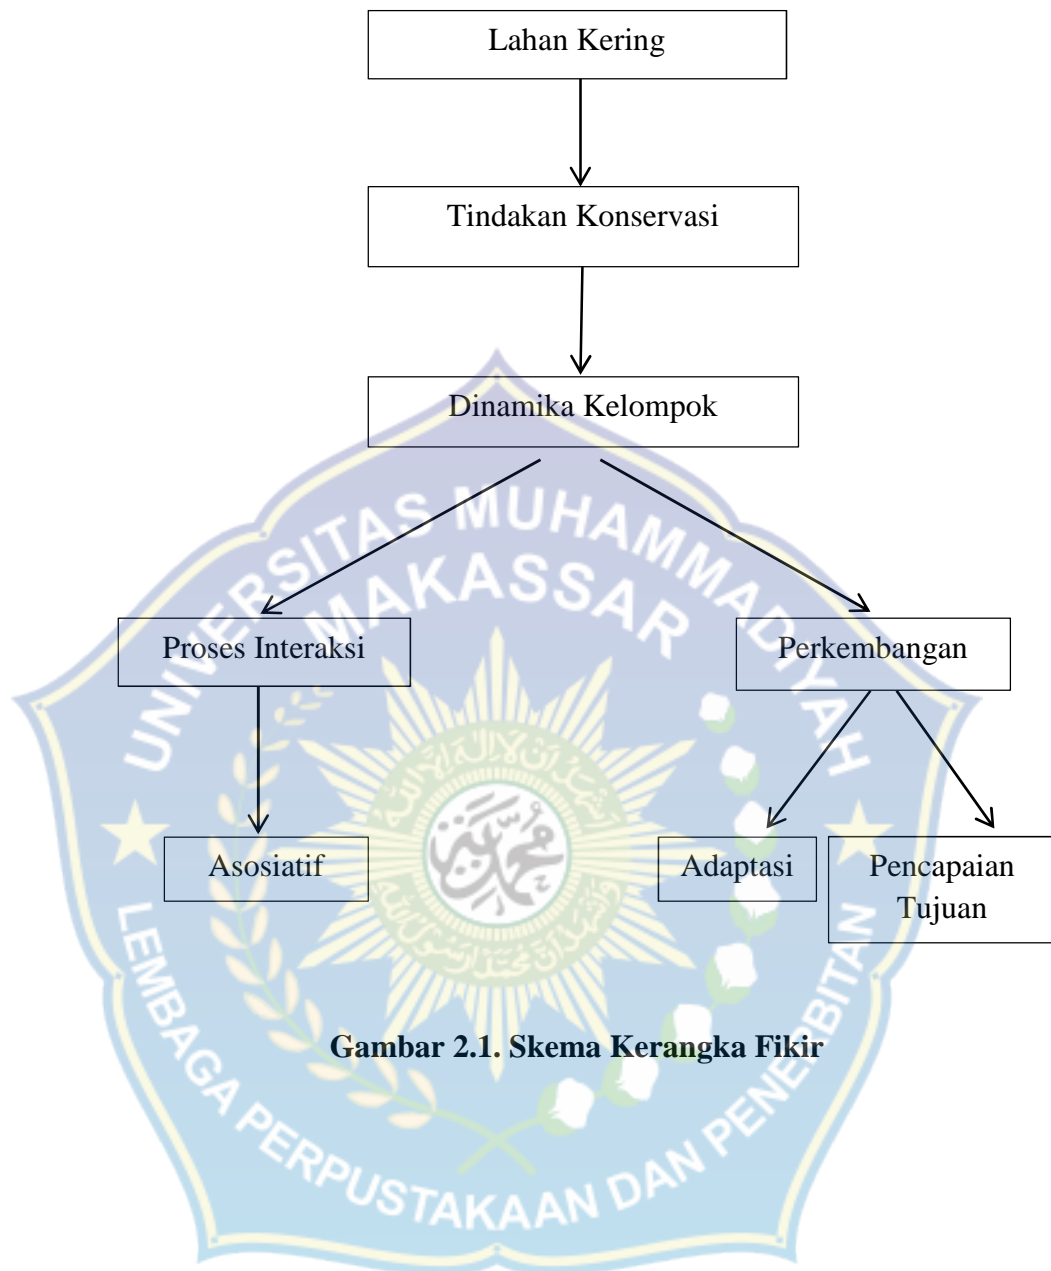 Lahan Kering
Tindakan Konservasi
Dinamika Kelompok
UNIVERSITAS MUHAMMADIYAH
MAKASSAR
Proses Interaksi
Perkembangan
Asosiatif
Adaptasi
Pencapaian
Tujuan
Gambar 2.1. Skema Kerangka Fikir
LEMBAGA PERPUSTAKAAN DAN PENERBITAN